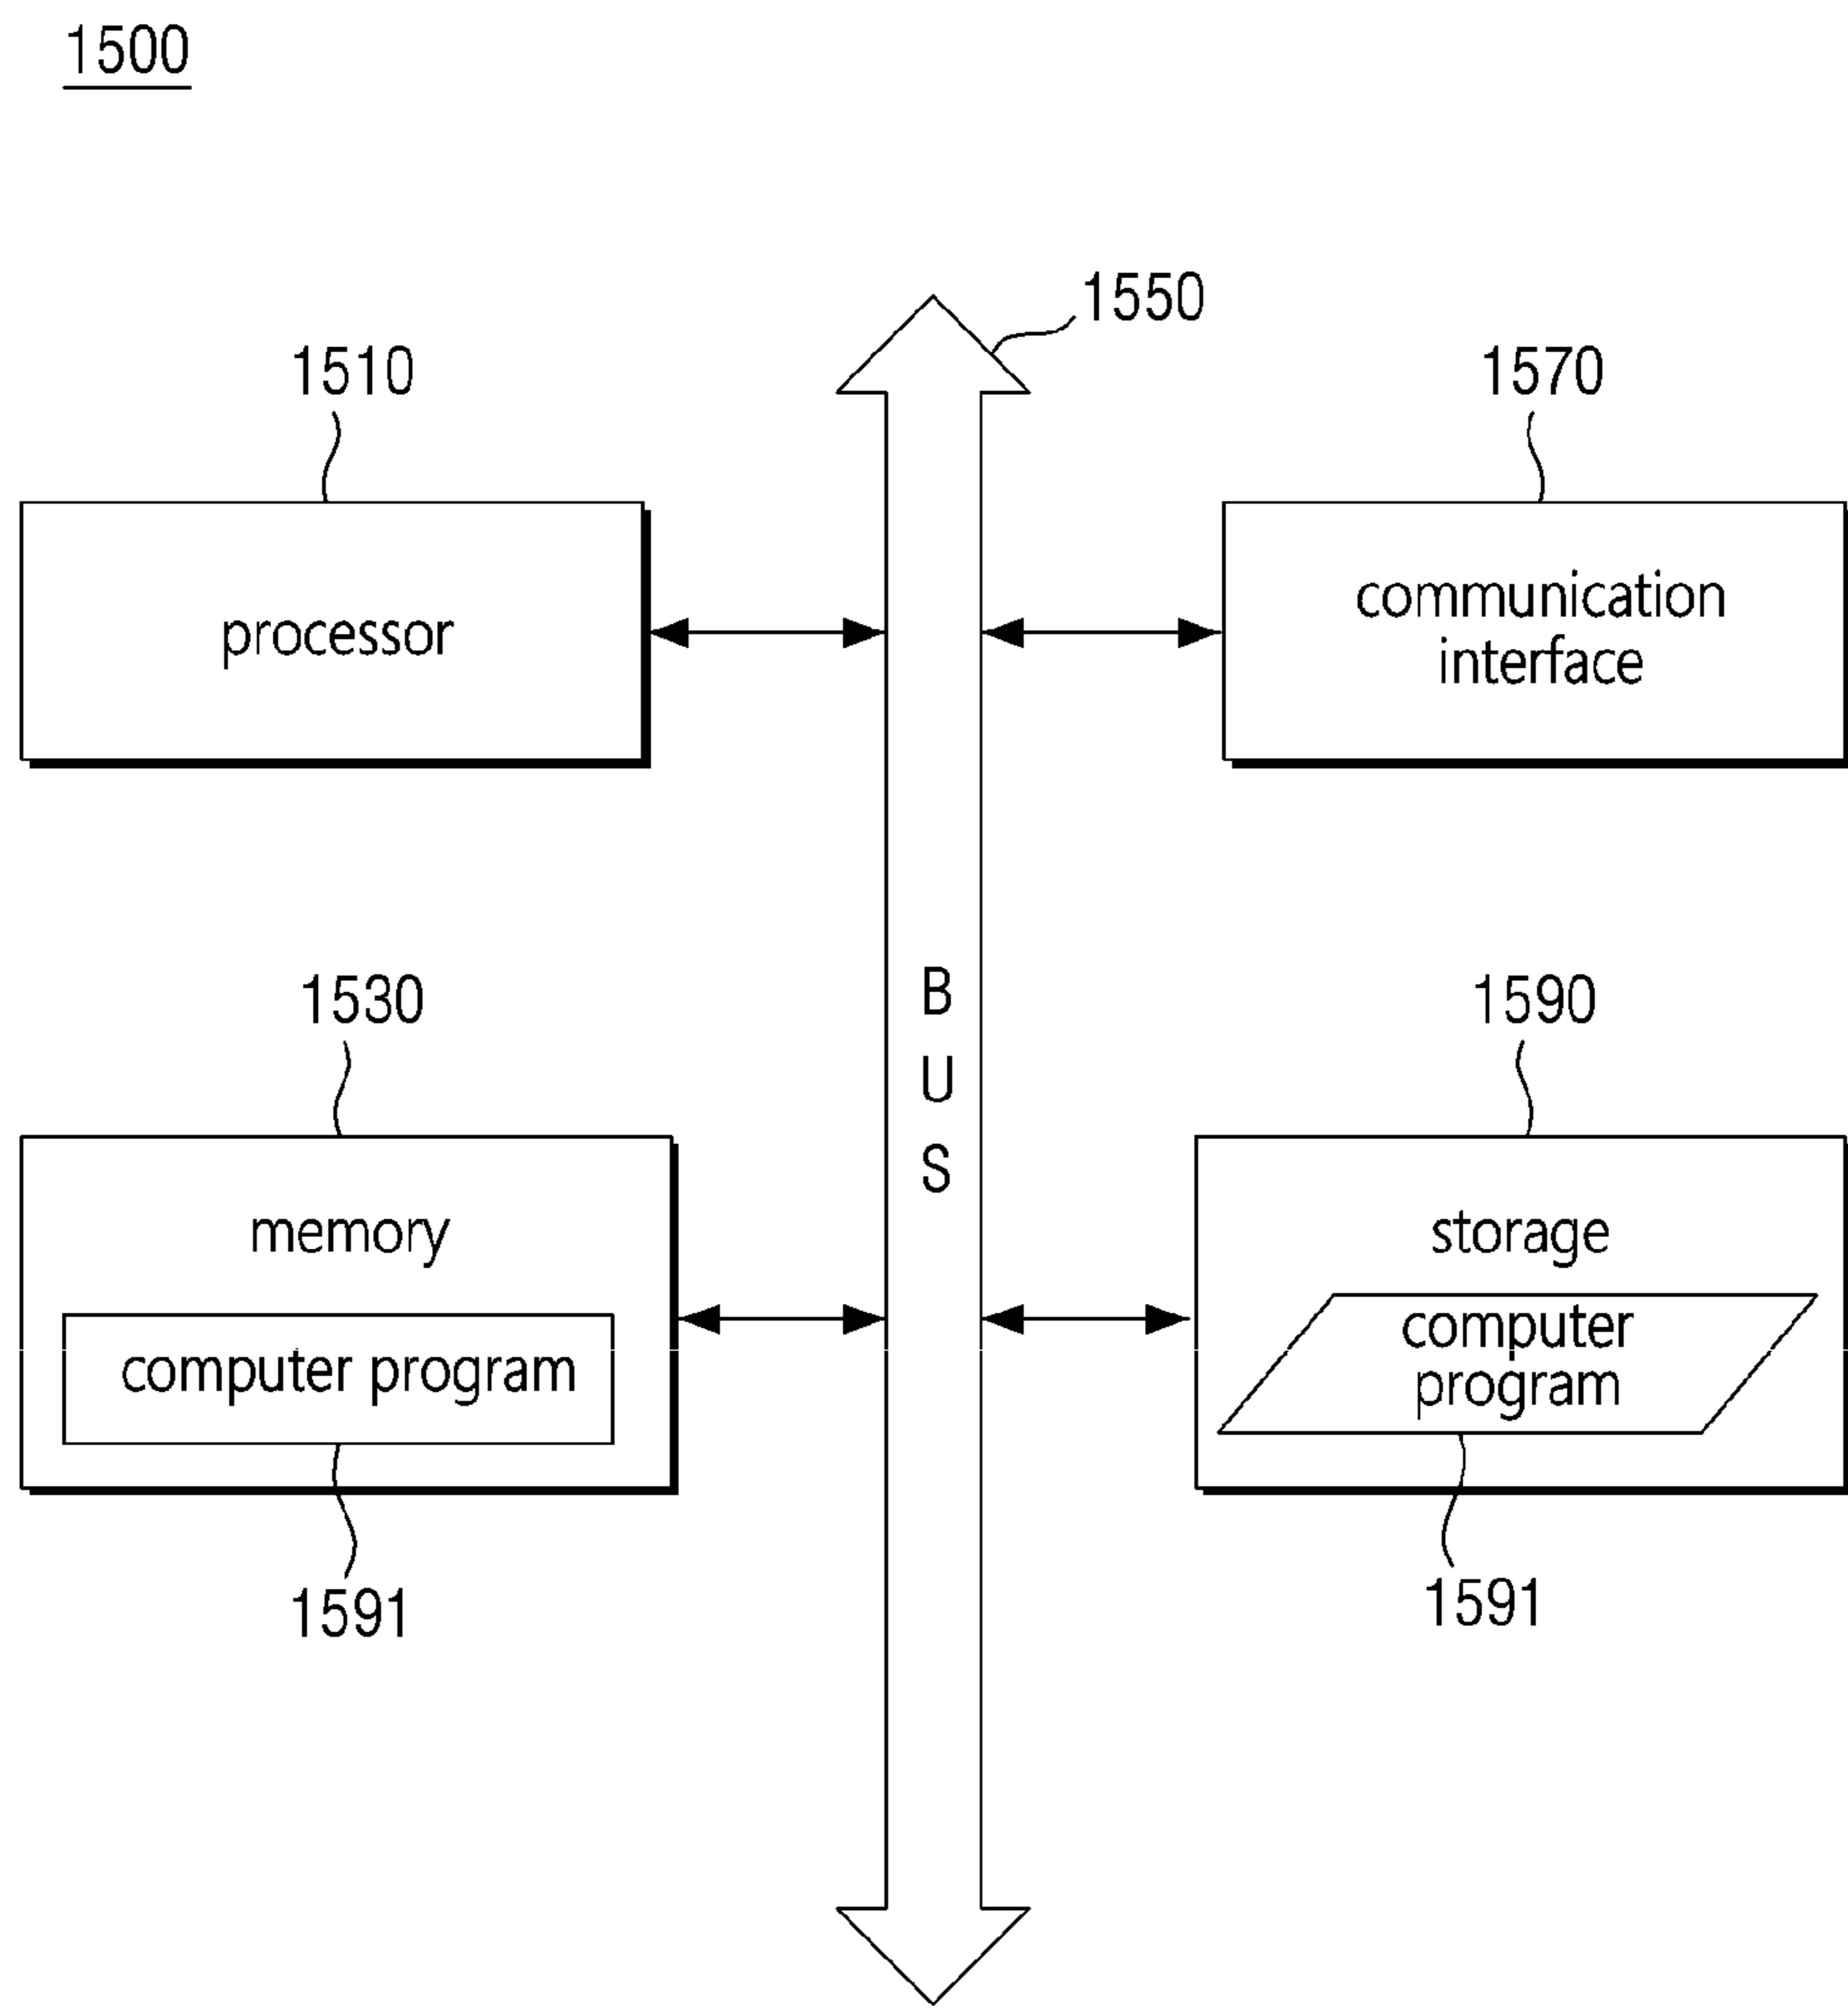 1500
1550
1510
1570
processor
communication
interface
1530
1590
B
U
S
memory
computer program
storage
computer
program
1591
1591